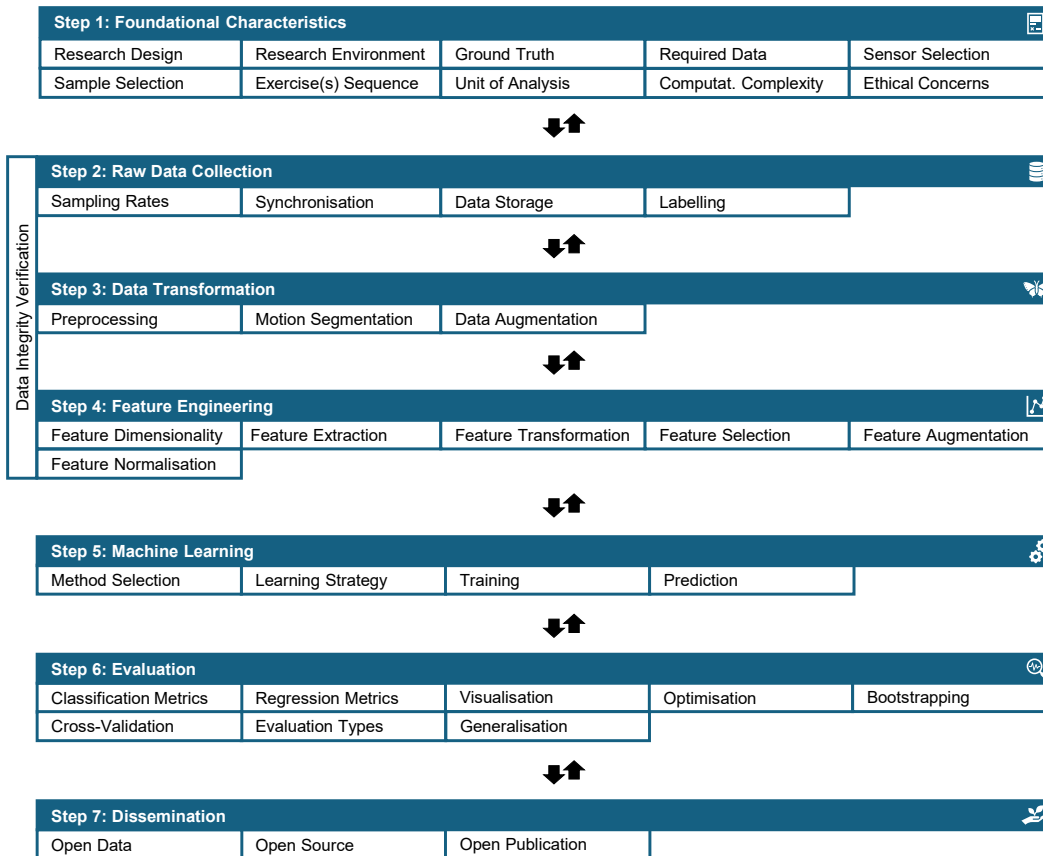 Step 1: Foundational Characteristics
Research Design
Research Environment
Ground Truth
Required Data
Sensor Selection
Sample Selection
Exercise(s) Sequence
Unit of Analysis
Computat. Complexity
Ethical Concerns
Data Integrity Verification
Step 2: Raw Data Collection
Sampling Rates
Synchronisation
Data Storage
Labelling
Step 3: Data Transformation
Preprocessing
Motion Segmentation
Data Augmentation
Step 4: Feature Engineering
Feature Dimensionality
Feature Extraction
Feature Transformation
Feature Selection
Feature Augmentation
Feature Normalisation
Step 5: Machine Learning
Method Selection
Learning Strategy
Training
Prediction
Step 6: Evaluation
Classification Metrics
Regression Metrics
Visualisation
Optimisation
Bootstrapping
Cross-Validation
Evaluation Types
Generalisation
Step 7: Dissemination
Open Data
Open Source
Open Publication